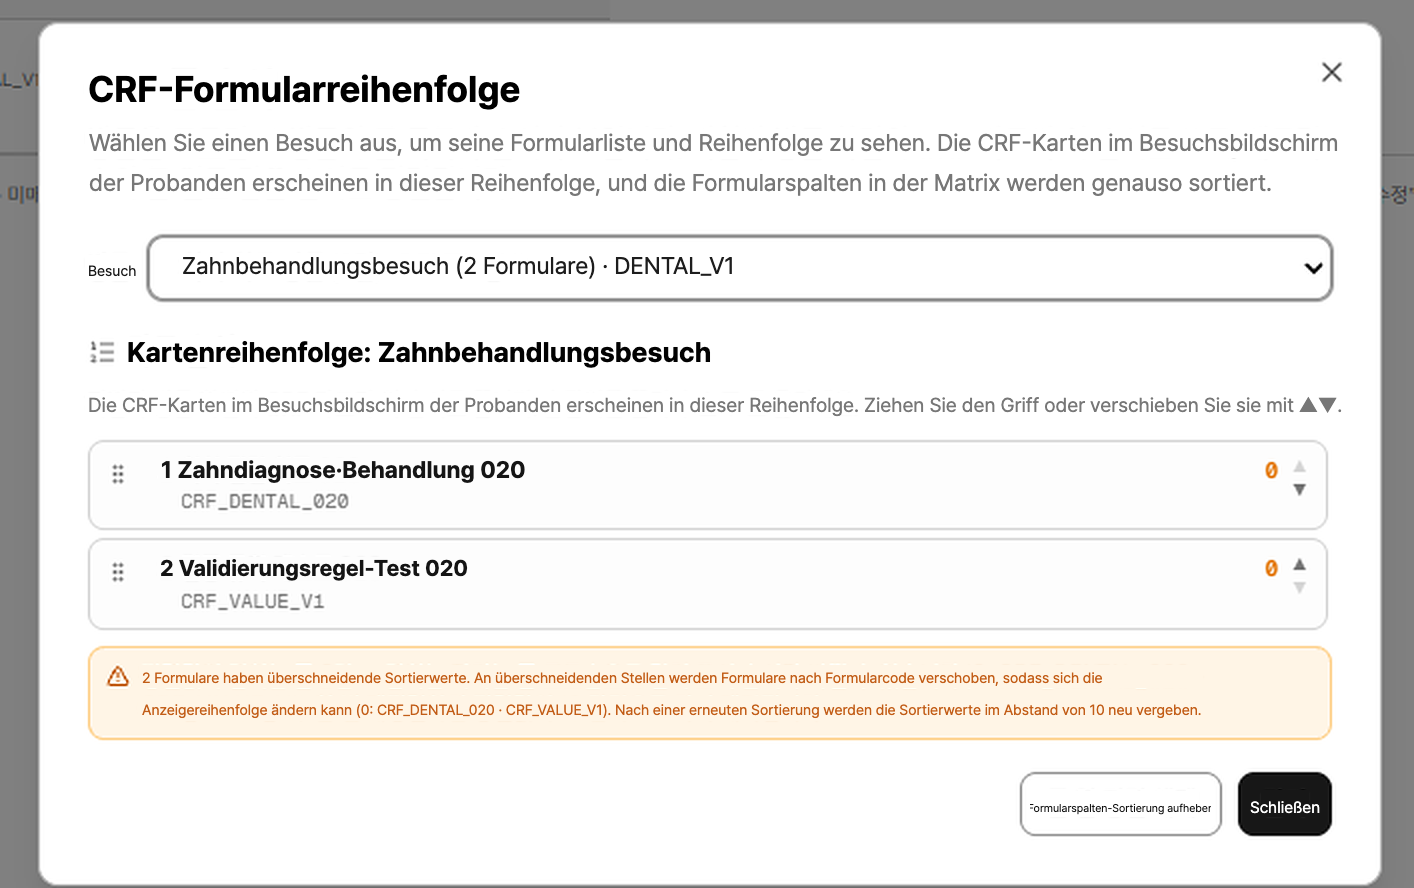 CRF-Formularreihenfolge
Wählen Sie einen Besuch aus, um seine Formularliste und Reihenfolge zu sehen. Die CRF-Karten im Besuchsbildschirm
der Probanden erscheinen in dieser Reihenfolge, und die Formularspalten in der Matrix werden genauso sortiert.
Besuch
Zahnbehandlungsbesuch (2 Formulare) · DENTAL_V1
Kartenreihenfolge: Zahnbehandlungsbesuch
Die CRF-Karten im Besuchsbildschirm der Probanden erscheinen in dieser Reihenfolge. Ziehen Sie den Griff oder verschieben Sie sie mit ▲▼.
1 Zahndiagnose·Behandlung 020
0
CRF_DENTAL_020
2 Validierungsregel-Test 020
0
CRF_VALUE_V1
2 Formulare haben überschneidende Sortierwerte. An überschneidenden Stellen werden Formulare nach Formularcode verschoben, sodass sich die
Anzeigereihenfolge ändern kann (0: CRF_DENTAL_020 · CRF_VALUE_V1). Nach einer erneuten Sortierung werden die Sortierwerte im Abstand von 10 neu vergeben.
Formularspalten-Sortierung aufheben
Schließen